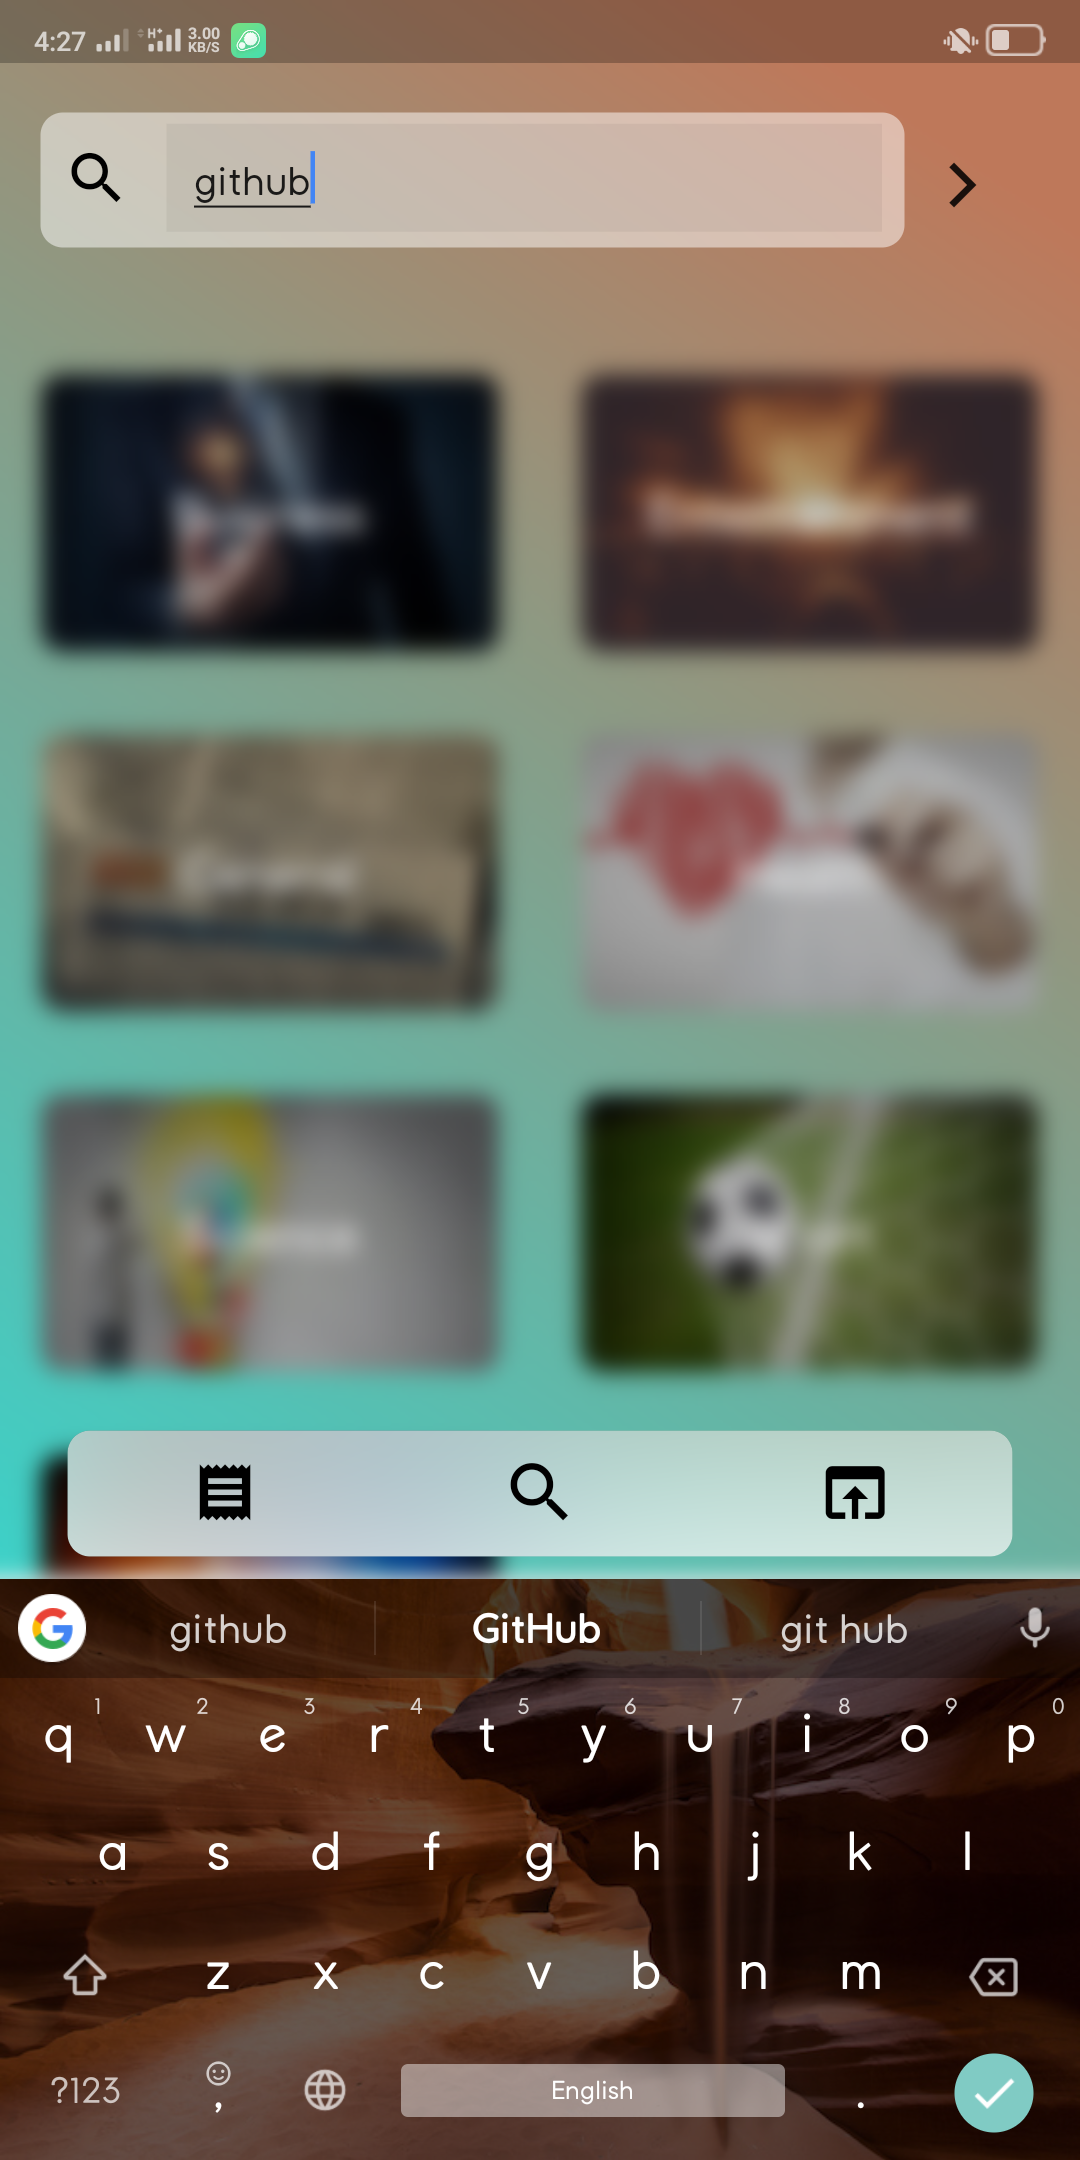 4:27 H+ 3.00 KB/S
github
github GitHub git hub
1 2 3 4 5 6 7 8 9 0
q w e r t y u i o p
a s d f g h j k l
z x c v b n m
?123 , English .